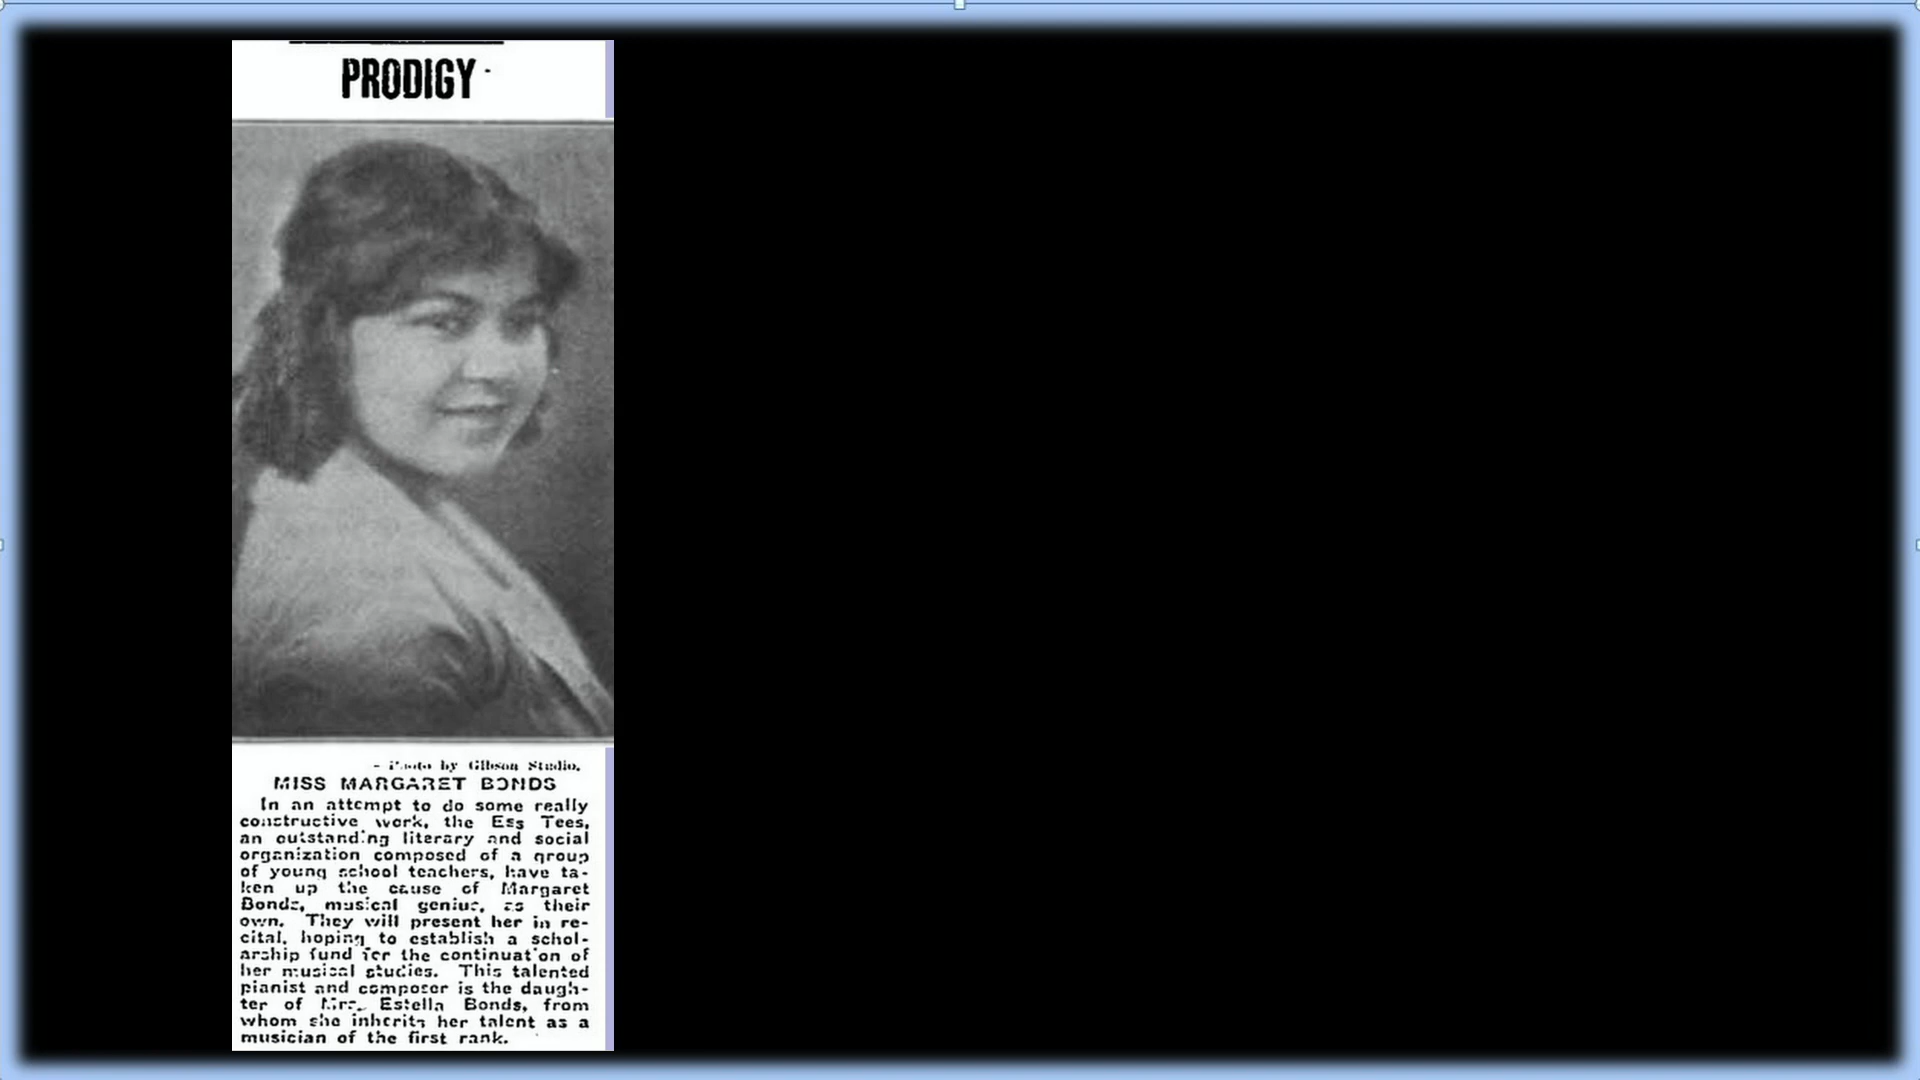 PRODIGY
- Photo by Gibson Studio.
MISS MARGARET BONDS
In an attempt to do some really
constructive work, the Ess Tees,
an outstanding literary and social
organization composed of a group
of young school teachers, have ta-
ken up the cause of Margaret
Bonds, musical genius, as their
own. They will present her in re-
cital, hoping to establish a schol-
arship fund for the continuation of
her musical studies. This talented
pianist and composer is the daugh-
ter of Mrs. Estella Bonds, from
whom she inherits her talent as a
musician of the first rank.